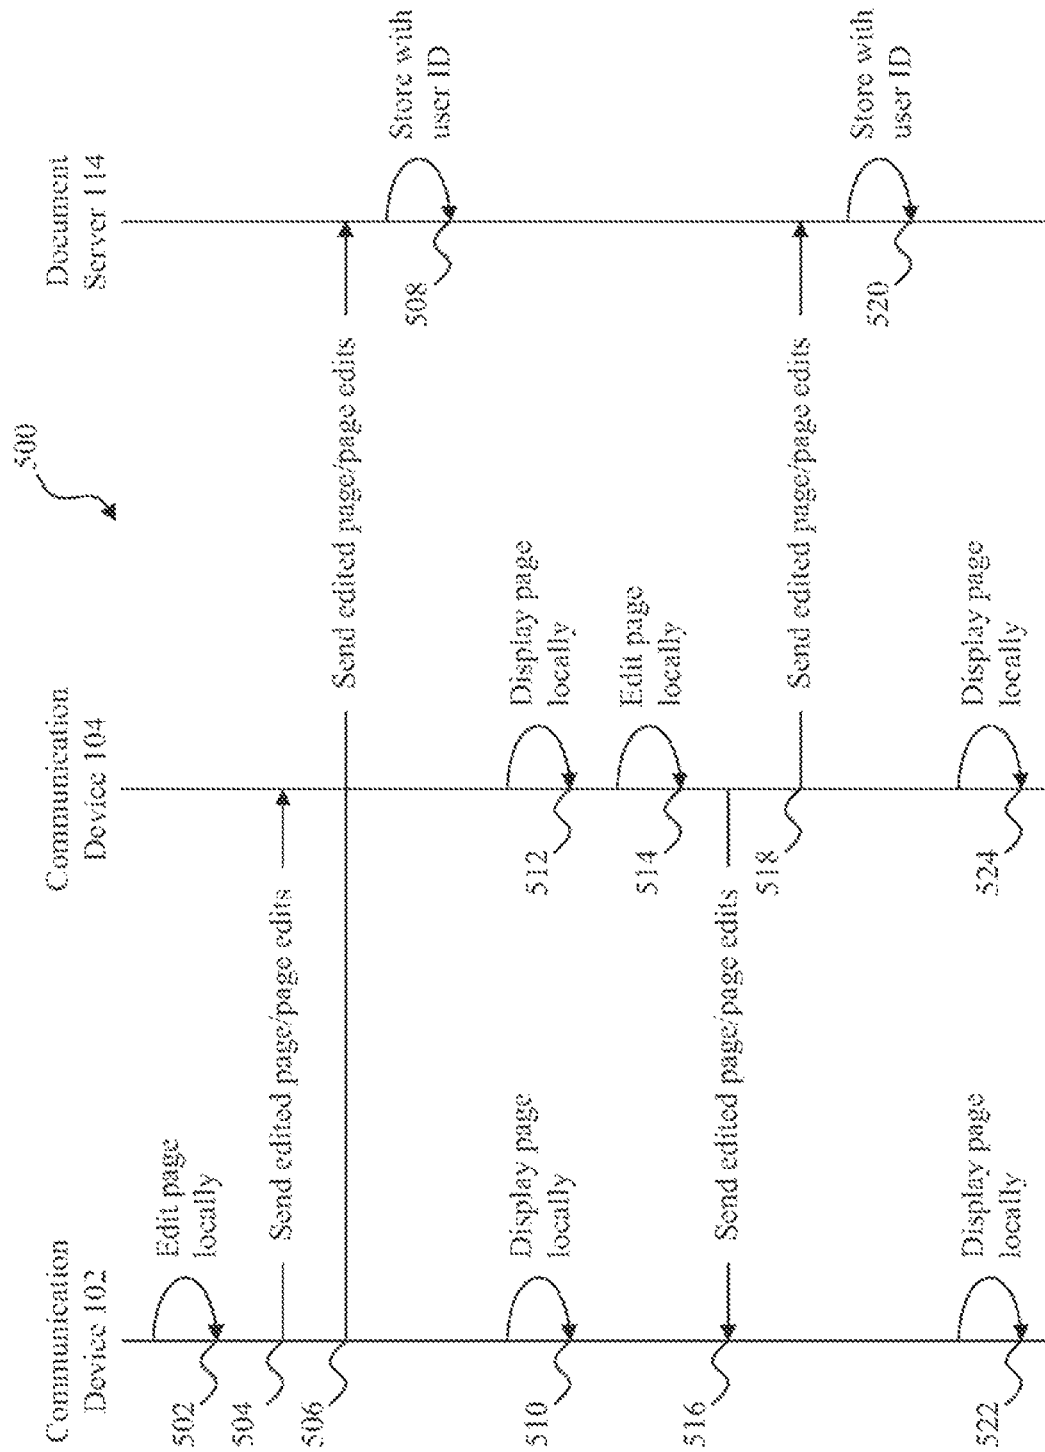 500
Communication
Device 102
Communication
Device 104
Document
Server 114
502
Edit page
locally
504
Send edited page/page edits
506
Send edited page/page edits
508
Store with
user ID
510
Display page
locally
512
Display page
locally
514
Edit page
locally
516
Send edited page/page edits
518
Send edited page/page edits
520
Store with
user ID
522
Display page
locally
524
Display page
locally